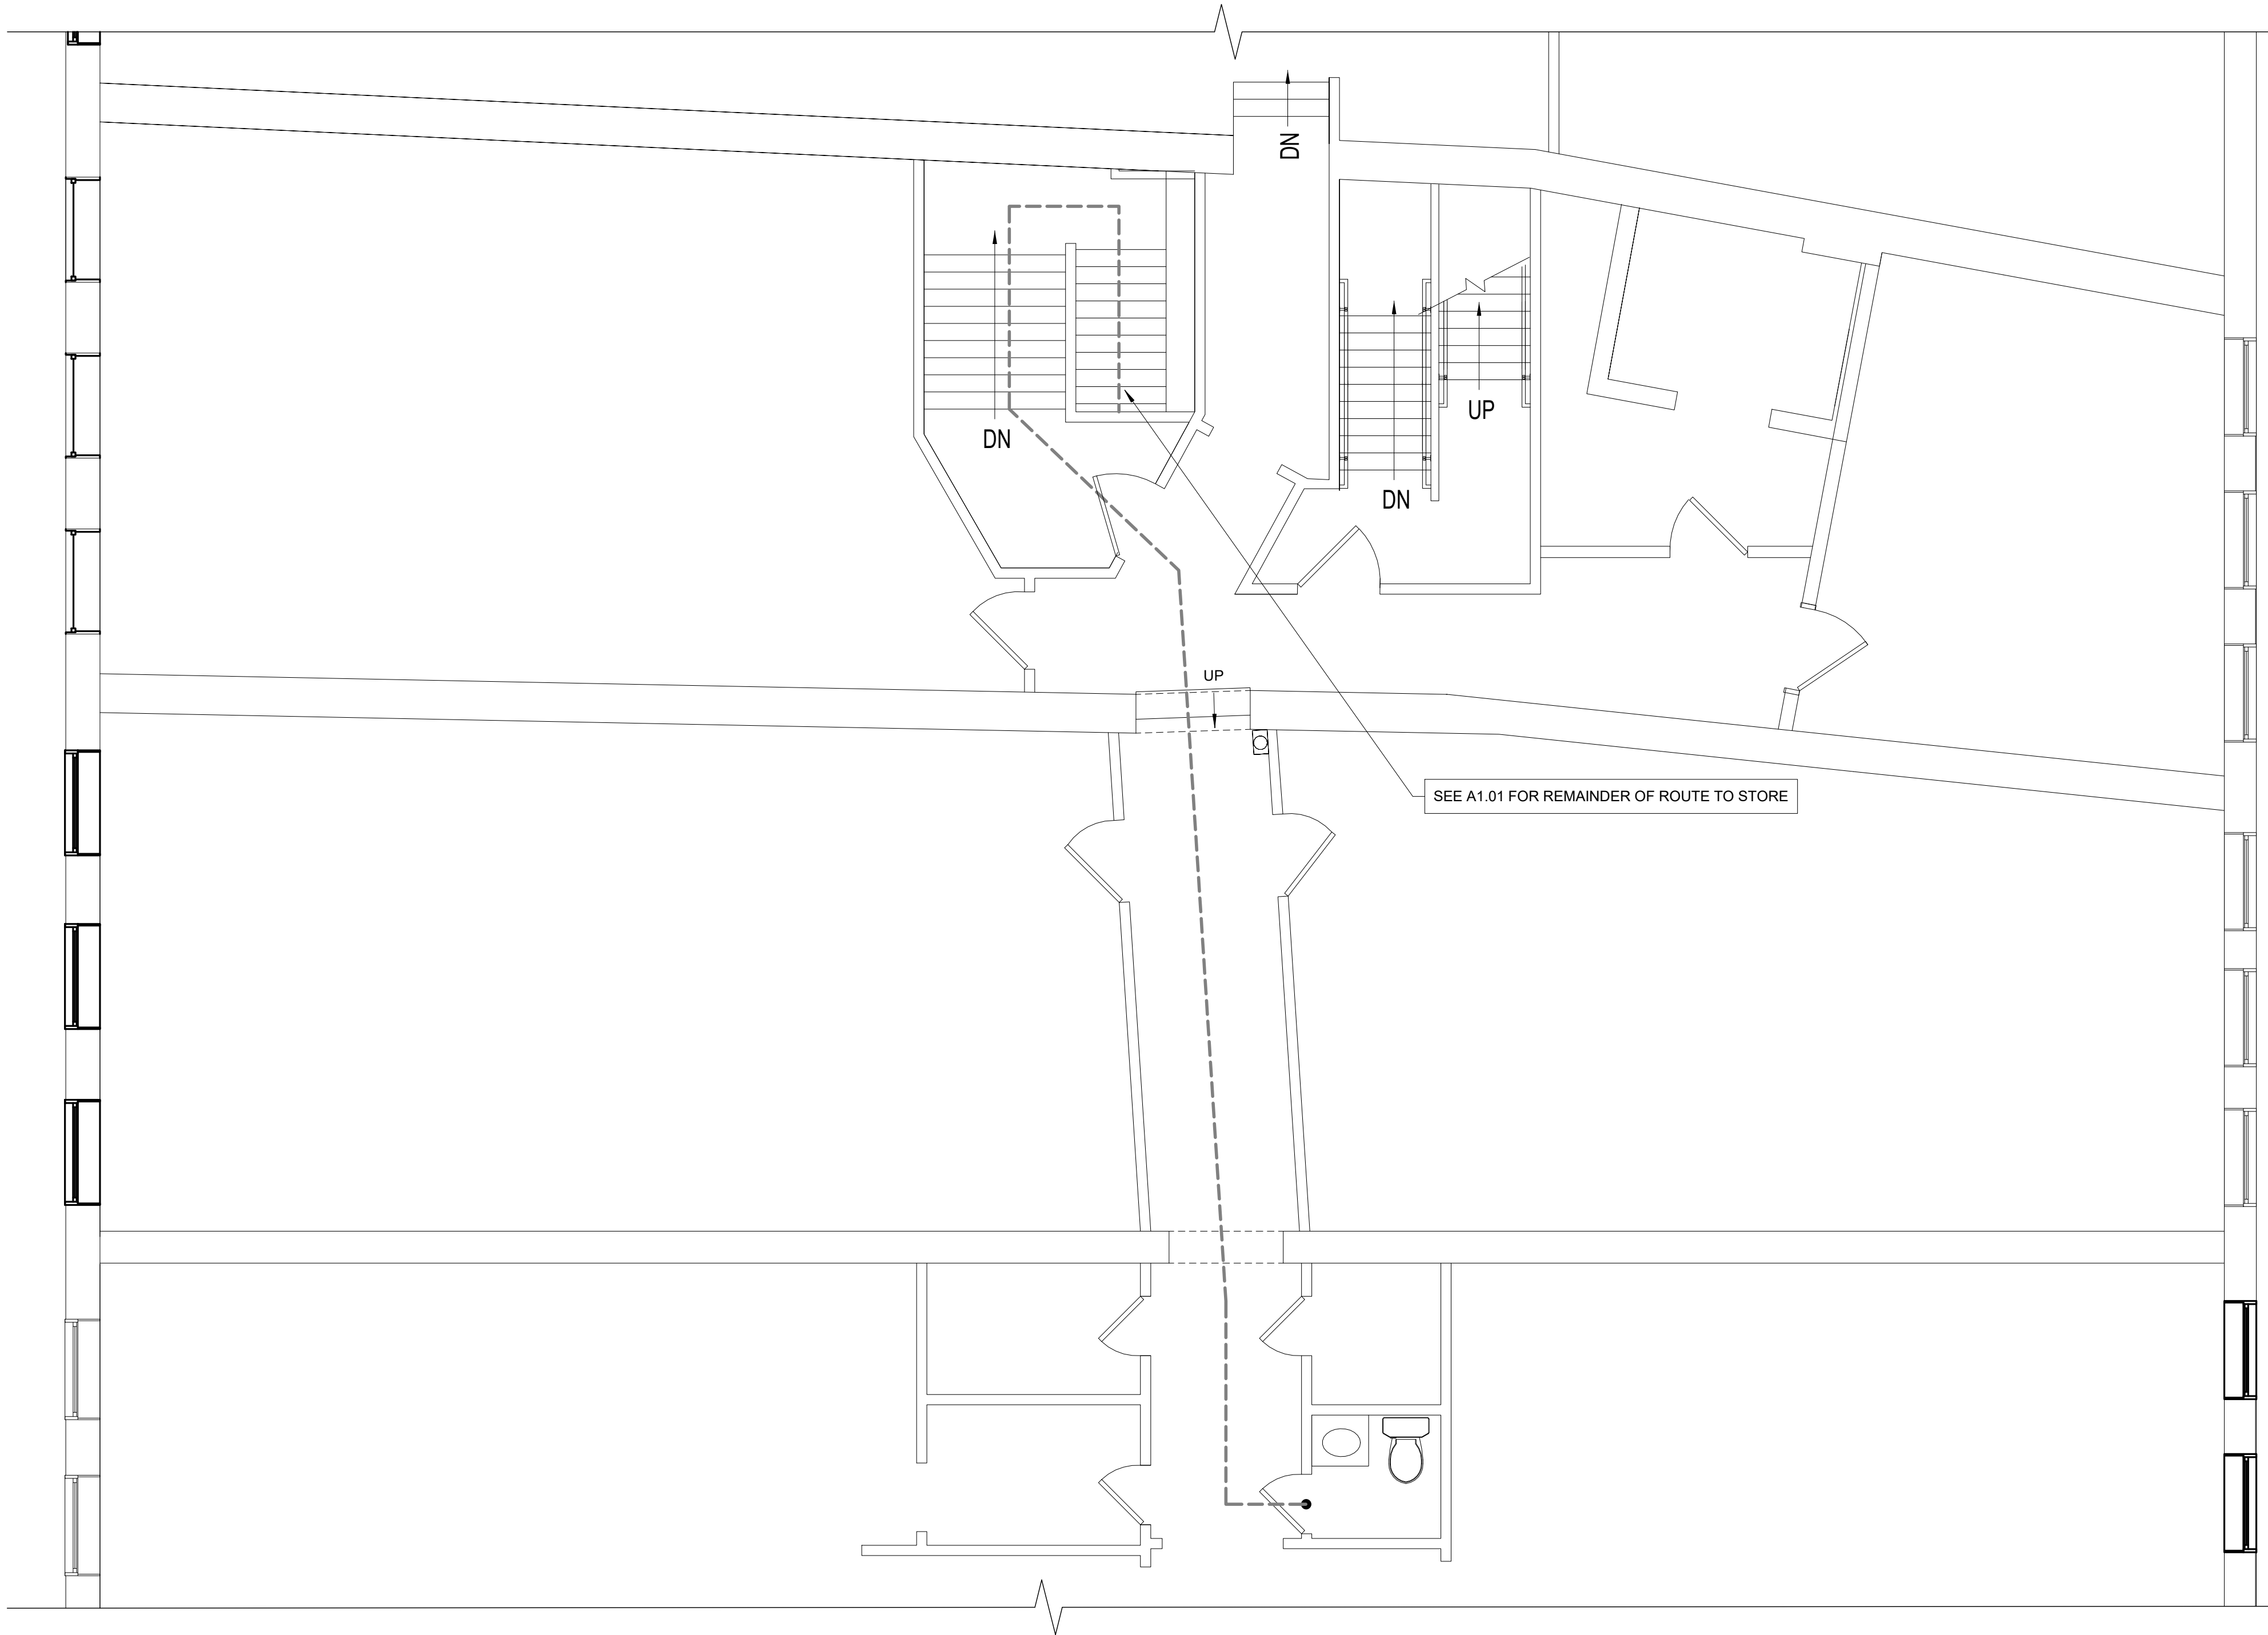 DN
DN
UP
DN
UP
SEE A1.01 FOR REMAINDER OF ROUTE TO STORE